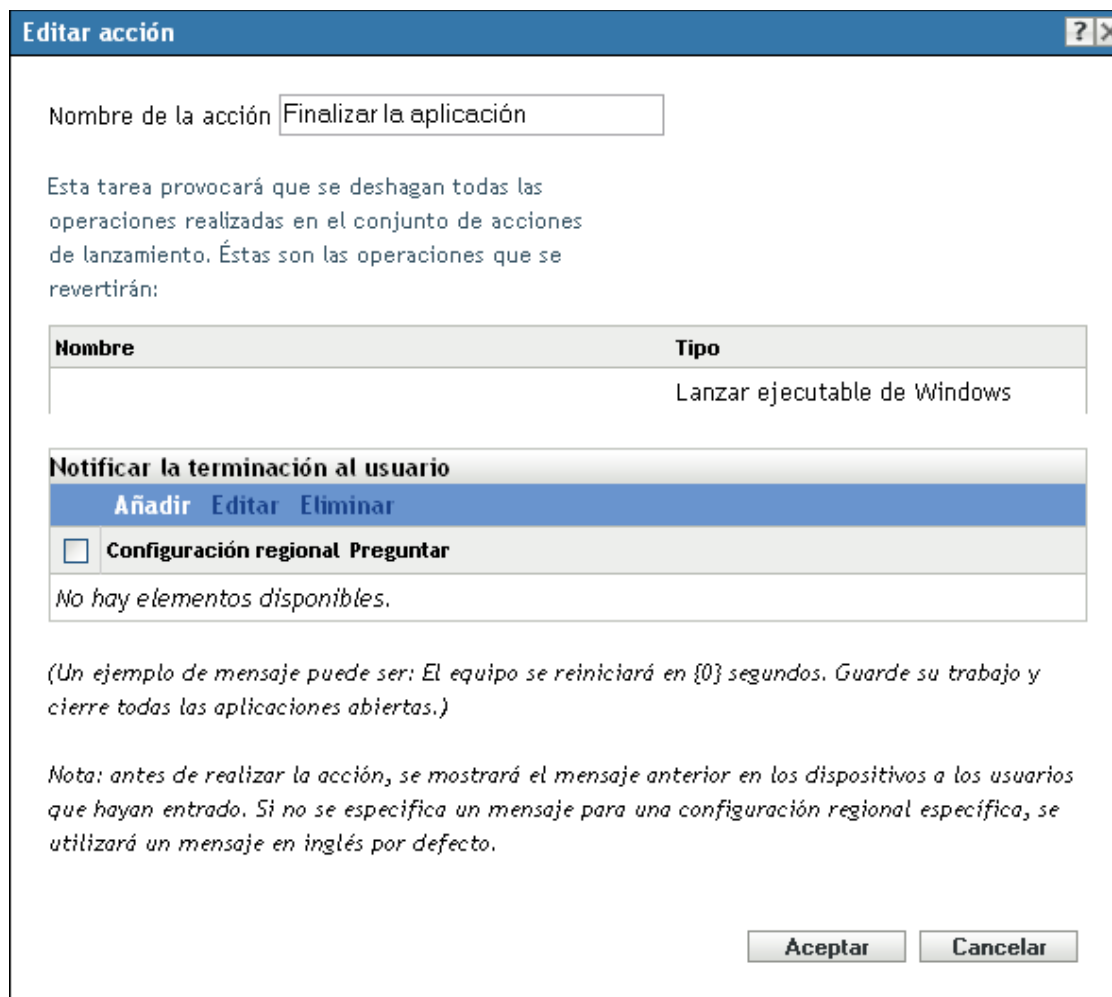 Editar acción
?
Nombre de la acción Finalizar la aplicación
Esta tarea provocará que se deshagan todas las
operaciones realizadas en el conjunto de acciones
de lanzamiento. Éstas son las operaciones que se
revertirán:
Nombre Tipo
Lanzar ejecutable de Windows
Notificar la terminación al usuario
Añadir Editar Eliminar
Configuración regional Preguntar
No hay elementos disponibles.
(Un ejemplo de mensaje puede ser: El equipo se reiniciará en {0} segundos. Guarde su trabajo y
cierre todas las aplicaciones abiertas.)
Nota: antes de realizar la acción, se mostrará el mensaje anterior en los dispositivos a los usuarios
que hayan entrado. Si no se especifica un mensaje para una configuración regional específica, se
utilizará un mensaje en inglés por defecto.
Aceptar Cancelar